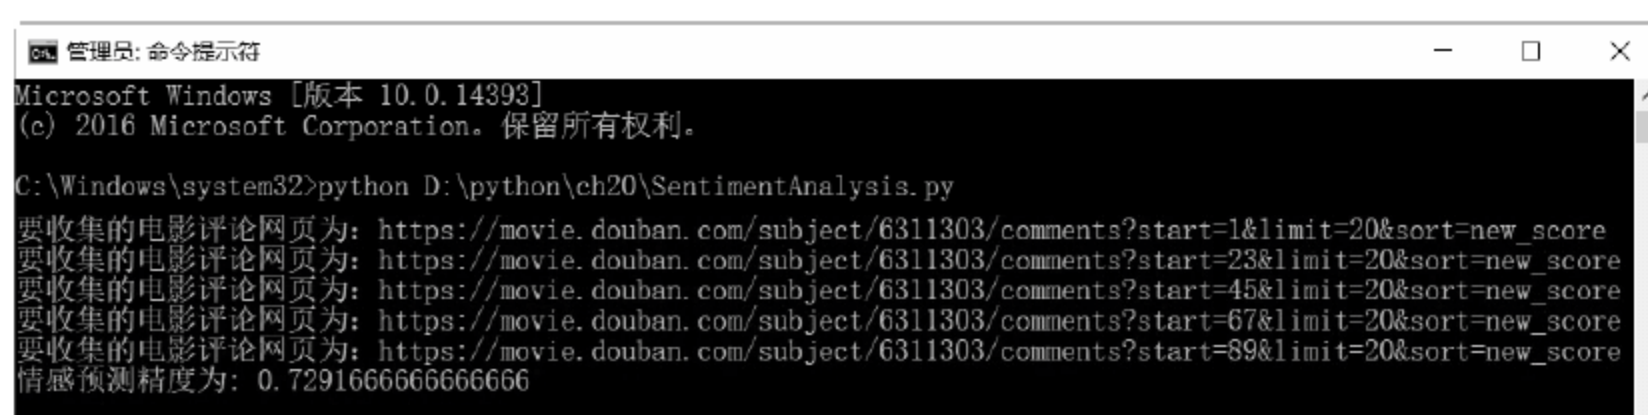 管理员: 命令提示符
Microsoft Windows [版本 10.0.14393]
(c) 2016 Microsoft Corporation。保留所有权利。
C:\Windows\system32>python D:\python\ch20\SentimentAnalysis.py
要收集的电影评论网页为: https://movie.douban.com/subject/6311303/comments?start=1&limit=20&sort=new_score
要收集的电影评论网页为: https://movie.douban.com/subject/6311303/comments?start=23&limit=20&sort=new_score
要收集的电影评论网页为: https://movie.douban.com/subject/6311303/comments?start=45&limit=20&sort=new_score
要收集的电影评论网页为: https://movie.douban.com/subject/6311303/comments?start=67&limit=20&sort=new_score
要收集的电影评论网页为: https://movie.douban.com/subject/6311303/comments?start=89&limit=20&sort=new_score
情感预测精度为: 0.7291666666666666